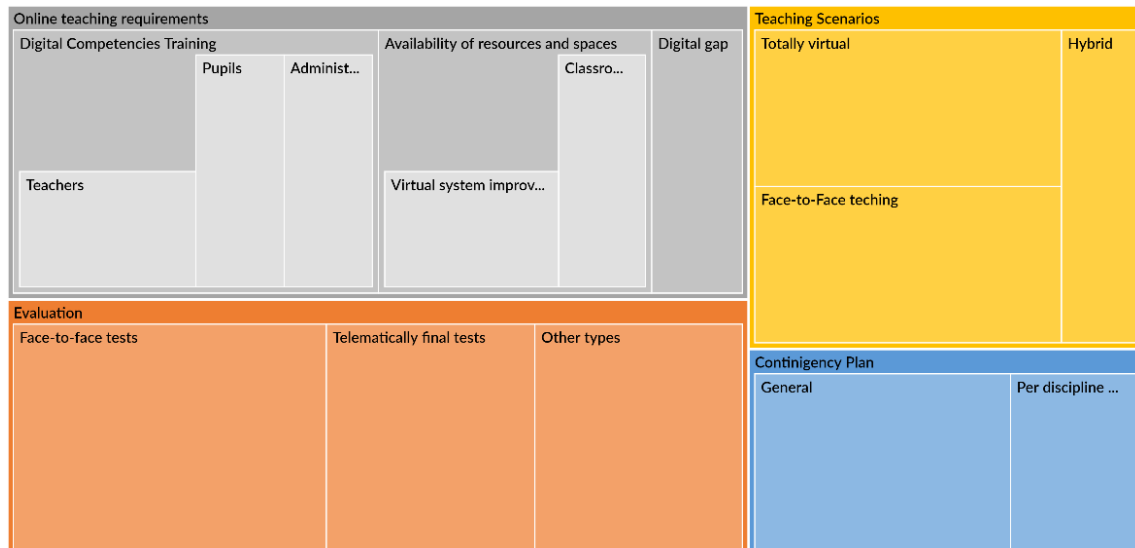 Online teaching requirements
Digital Competencies Training
Pupils
Administ...
Teachers
Availability of resources and spaces
Classro...
Virtual system improv...
Digital gap
Teaching Scenarios
Totally virtual
Hybrid
Face-to-Face teching
Evaluation
Face-to-face tests
Telematically final tests
Other types
Continigency Plan
General
Per discipline ...